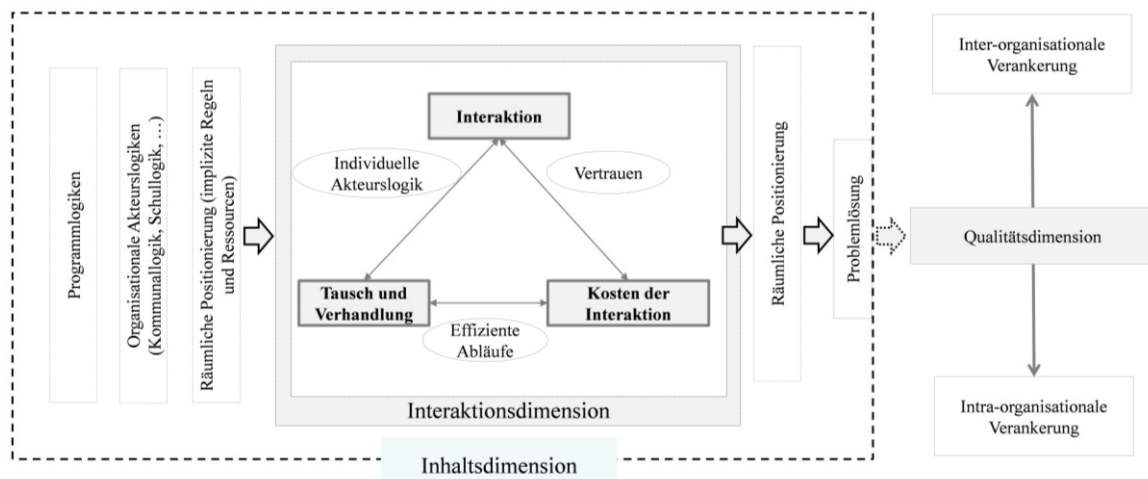 Programmlogiken
Organisationale Akteurslogiken
(Kommunallogik, Schullogik, …)
Räumliche Positionierung (implizite Regeln
und Ressourcen)
Interaktion
Individuelle
Akteurslogik
Vertrauen
Tausch und
Verhandlung
Effiziente
Abläufe
Kosten der
Interaktion
Interaktionsdimension
Inhaltsdimension
Räumliche Positionierung
Problemlösung
Inter-organisationale
Verankerung
Qualitätsdimension
Intra-organisationale
Verankerung